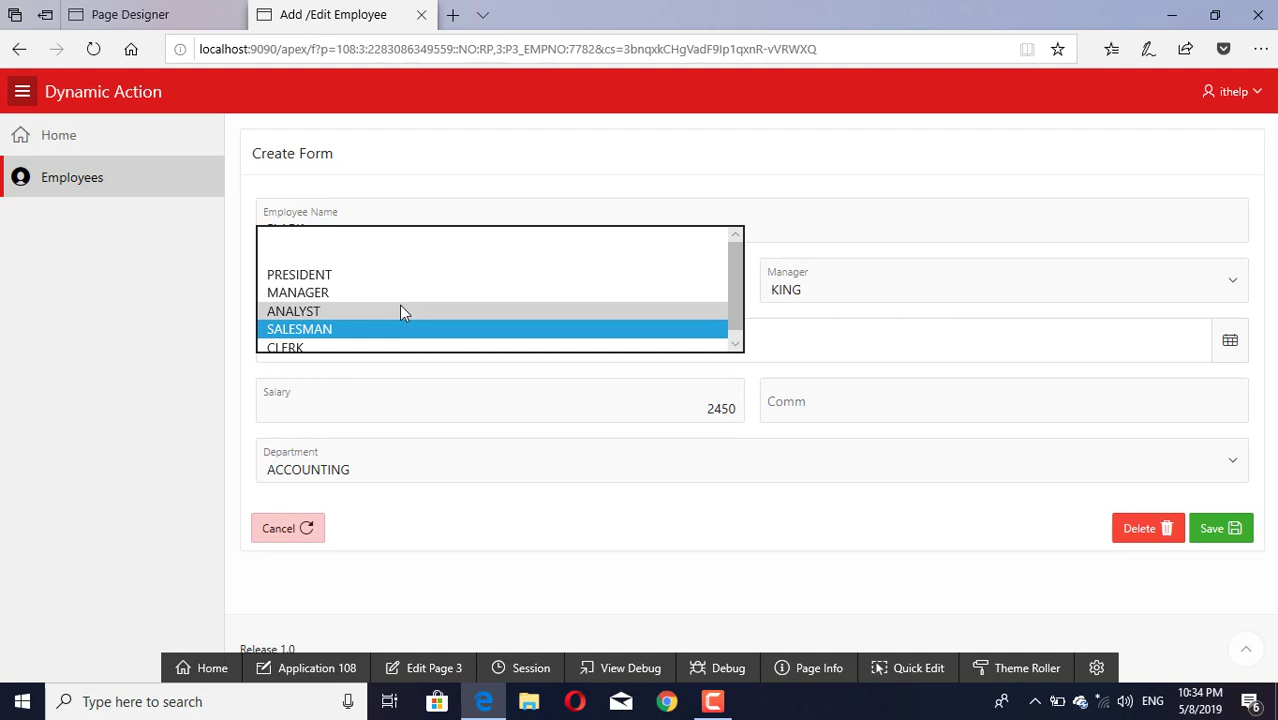 Page Designer
Add /Edit Employee
localhost:9090/apex/f?p=108:3:2283086349559::NO:RP,3:P3_EMPNO:7782&cs=3bnqxkCHgVadF9Ip1qxnR-vVRWXQ
Dynamic Action
ithelp
Home
Employees
Create Form
Employee Name
PRESIDENT
MANAGER
ANALYST
SALESMAN
CLERK
Manager
KING
Salary
2450
Comm
Department
ACCOUNTING
Cancel
Delete
Save
Release 1.0
Home
Application 108
Edit Page 3
Session
View Debug
Debug
Page Info
Quick Edit
Theme Roller
Type here to search
ENG
10:34 PM
5/8/2019
6